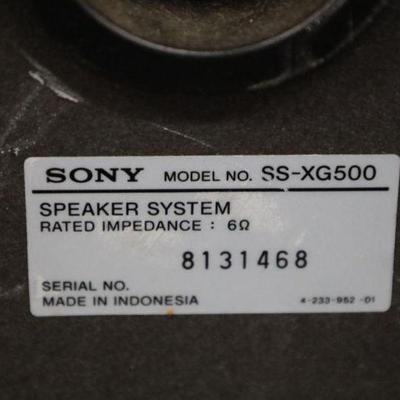 SONY MODEL NO. SS-XG500
SPEAKER SYSTEM
RATED IMPEDANCE : 6Ω
8131468
SERIAL NO.
MADE IN INDONESIA 4-233-952-01